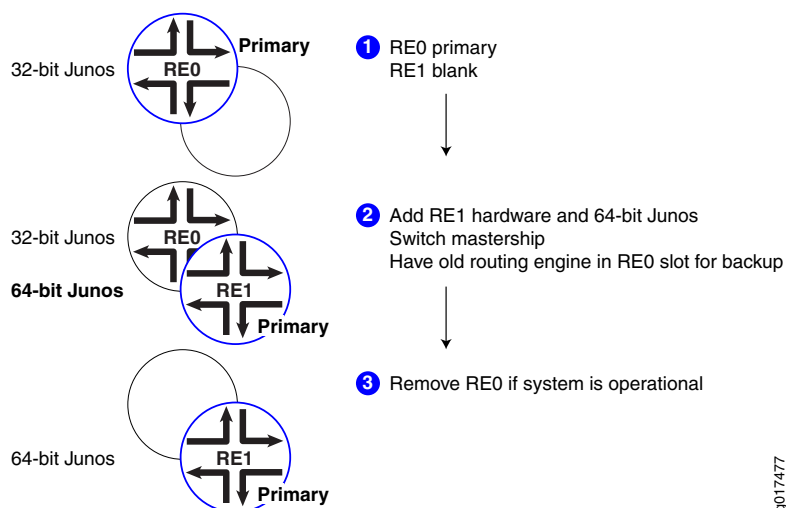 Primary
32-bit Junos
RE0
1 RE0 primary
RE1 blank
32-bit Junos
RE0
64-bit Junos
RE1
Primary
2 Add RE1 hardware and 64-bit Junos
Switch mastership
Have old routing engine in RE0 slot for backup
3 Remove RE0 if system is operational
64-bit Junos
RE1
Primary
g017477